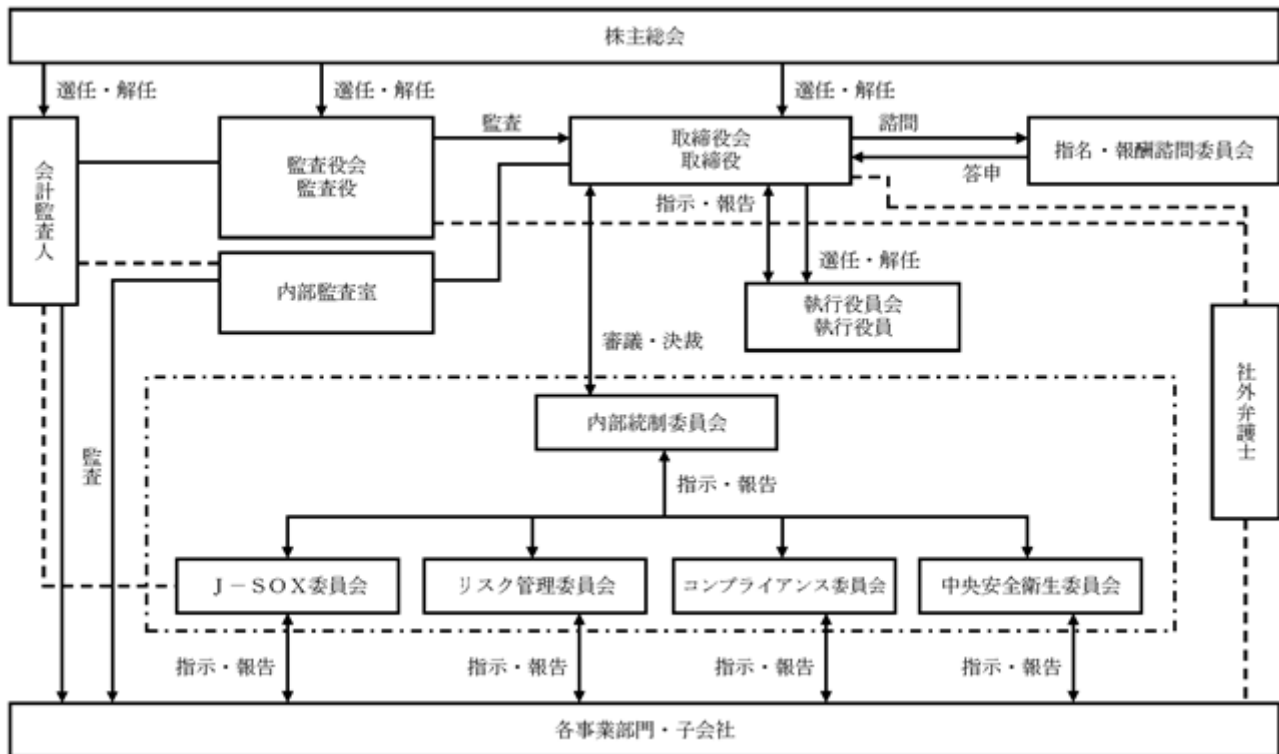 株主総会
選任・解任
選任・解任
選任・解任
会計監査人
監査役会
監査役
監査
取締役会
取締役
諮問
答申
指名・報酬諮問委員会
指示・報告
選任・解任
内部監査室
執行役員会
執行役員
審議・決裁
社外弁護士
内部統制委員会
監査
指示・報告
J-SOX委員会
リスク管理委員会
コンプライアンス委員会
中央安全衛生委員会
指示・報告
指示・報告
指示・報告
指示・報告
各事業部門・子会社